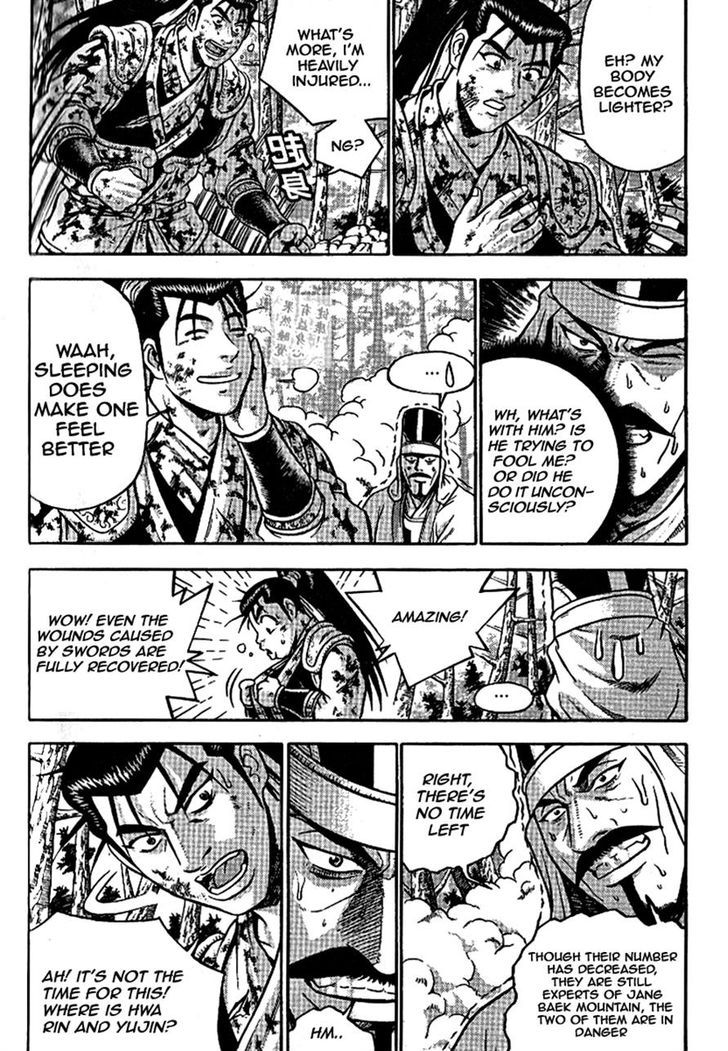 WHAT'S
MORE, I'M
HEAVILY
INJURED...
NG?
EH? MY
BODY
BECOMES
LIGHTER?
WAAH,
SLEEPING
DOES
MAKE ONE
FEEL
BETTER
...
WH, WHAT'S
WITH HIM? IS
HE TRYING TO
FOOL ME?
OR DID HE
DO IT UNCON-
SCIOUSLY?
WOW! EVEN THE
WOUNDS CAUSED
BY SWORDS ARE
FULLY RECOVERED!
AMAZING!
...
AH! IT'S NOT THE
TIME FOR THIS!
WHERE IS HWA
RIN AND YUJIN?
HM..
RIGHT,
THERE'S
NO TIME
LEFT
THOUGH THEIR NUMBER
HAS DECREASED,
THEY ARE STILL
EXPERTS OF JANG
BAEK MOUNTAIN, THE
TWO OF THEM ARE IN
DANGER